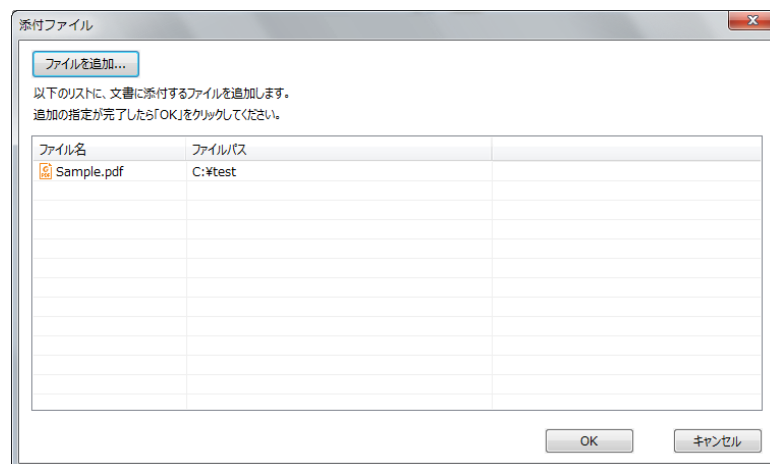 添付ファイル
ファイルを追加...
以下のリストに、文書に添付するファイルを追加します。
追加の指定が完了したら「OK」をクリックしてください。
ファイル名 ファイルパス
Sample.pdf C:¥test
OK キャンセル